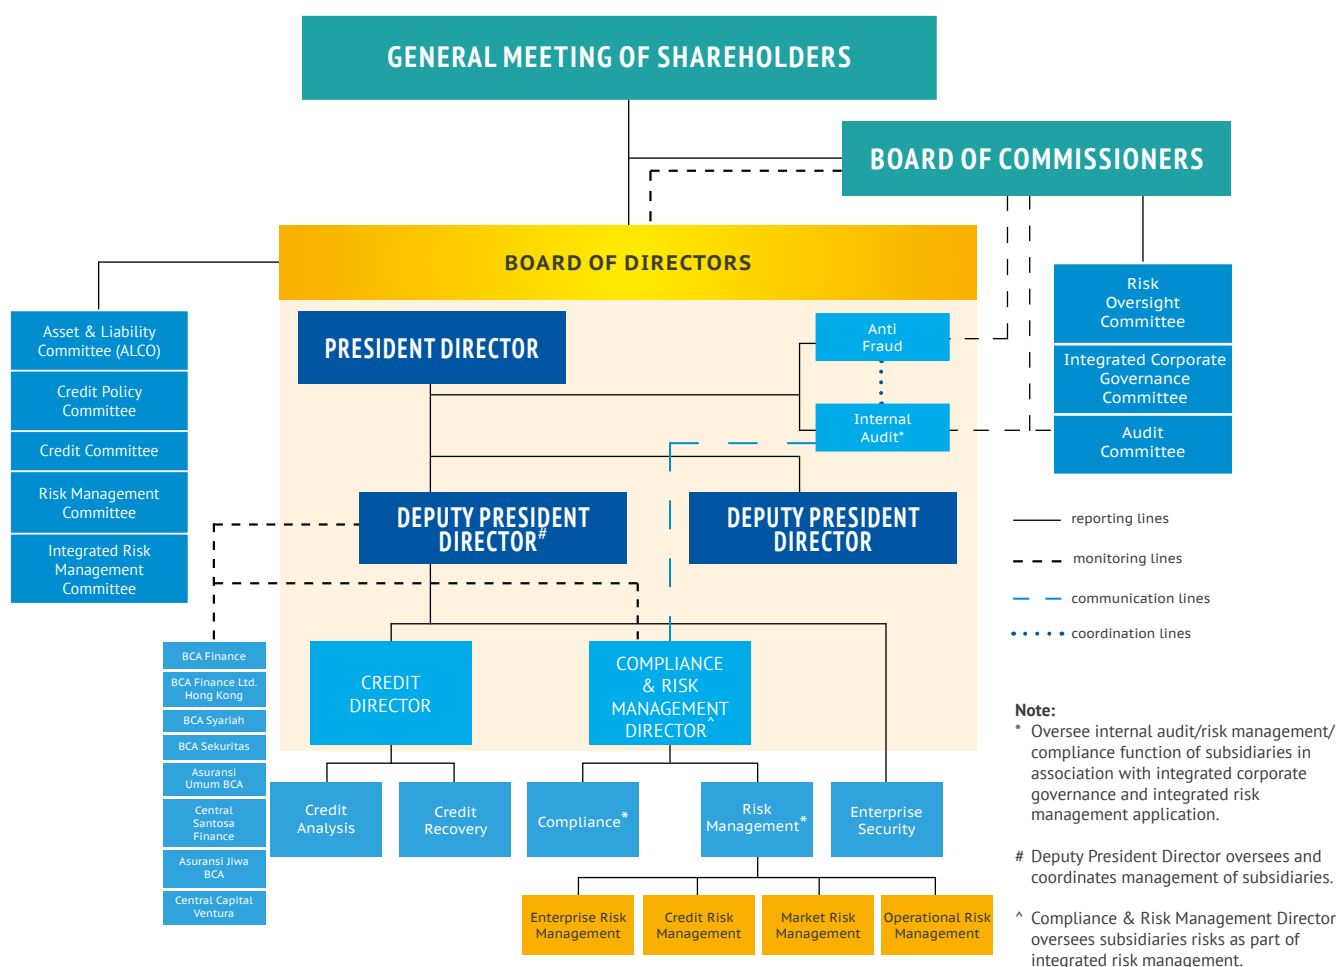 GENERAL MEETING OF SHAREHOLDERS
BOARD OF COMMISSIONERS
BOARD OF DIRECTORS
Asset & Liability
Committee (ALCO)
Credit Policy
Committee
Credit Committee
Risk Management
Committee
Integrated Risk
Management
Committee
PRESIDENT DIRECTOR
Anti
Fraud
Internal
Audit*
Risk
Oversight
Committee
Integrated Corporate
Governance
Committee
Audit
Committee
DEPUTY PRESIDENT
DIRECTOR#
DEPUTY PRESIDENT
DIRECTOR
reporting lines
monitoring lines
communication lines
coordination lines
BCA Finance
BCA Finance Ltd.
Hong Kong
BCA Syariah
BCA Sekuritas
Asuransi
Umum BCA
Central
Santosa
Finance
Asuransi Jiwa
BCA
Central Capital
Ventura
CREDIT
DIRECTOR
COMPLIANCE
& RISK
MANAGEMENT
DIRECTOR^
Credit
Analysis
Credit
Recovery
Compliance*
Risk
Management*
Enterprise
Security
Enterprise Risk
Management
Credit Risk
Management
Market Risk
Management
Operational Risk
Management
Note:
* Oversee internal audit/risk management/
compliance function of subsidiaries in
association with integrated corporate
governance and integrated risk
management application.
# Deputy President Director oversees and
coordinates management of subsidiaries.
^ Compliance & Risk Management Director
oversees subsidiaries risks as part of
integrated risk management.